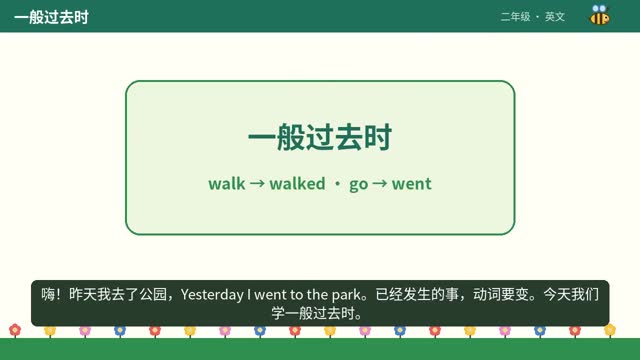 一般过去时
二年级 · 英文
一般过去时
walk → walked · go → went
嗨！昨天我去了公园，Yesterday I went to the park。已经发生的事，动词要变。今天我们
学一般过去时。